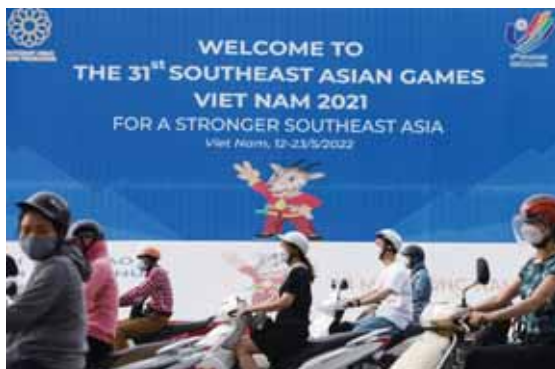 WELCOME TO
THE 31st SOUTHEAST ASIAN GAMES
VIET NAM 2021
FOR A STRONGER SOUTHEAST ASIA
Viet Nam, 12-23/5/2022